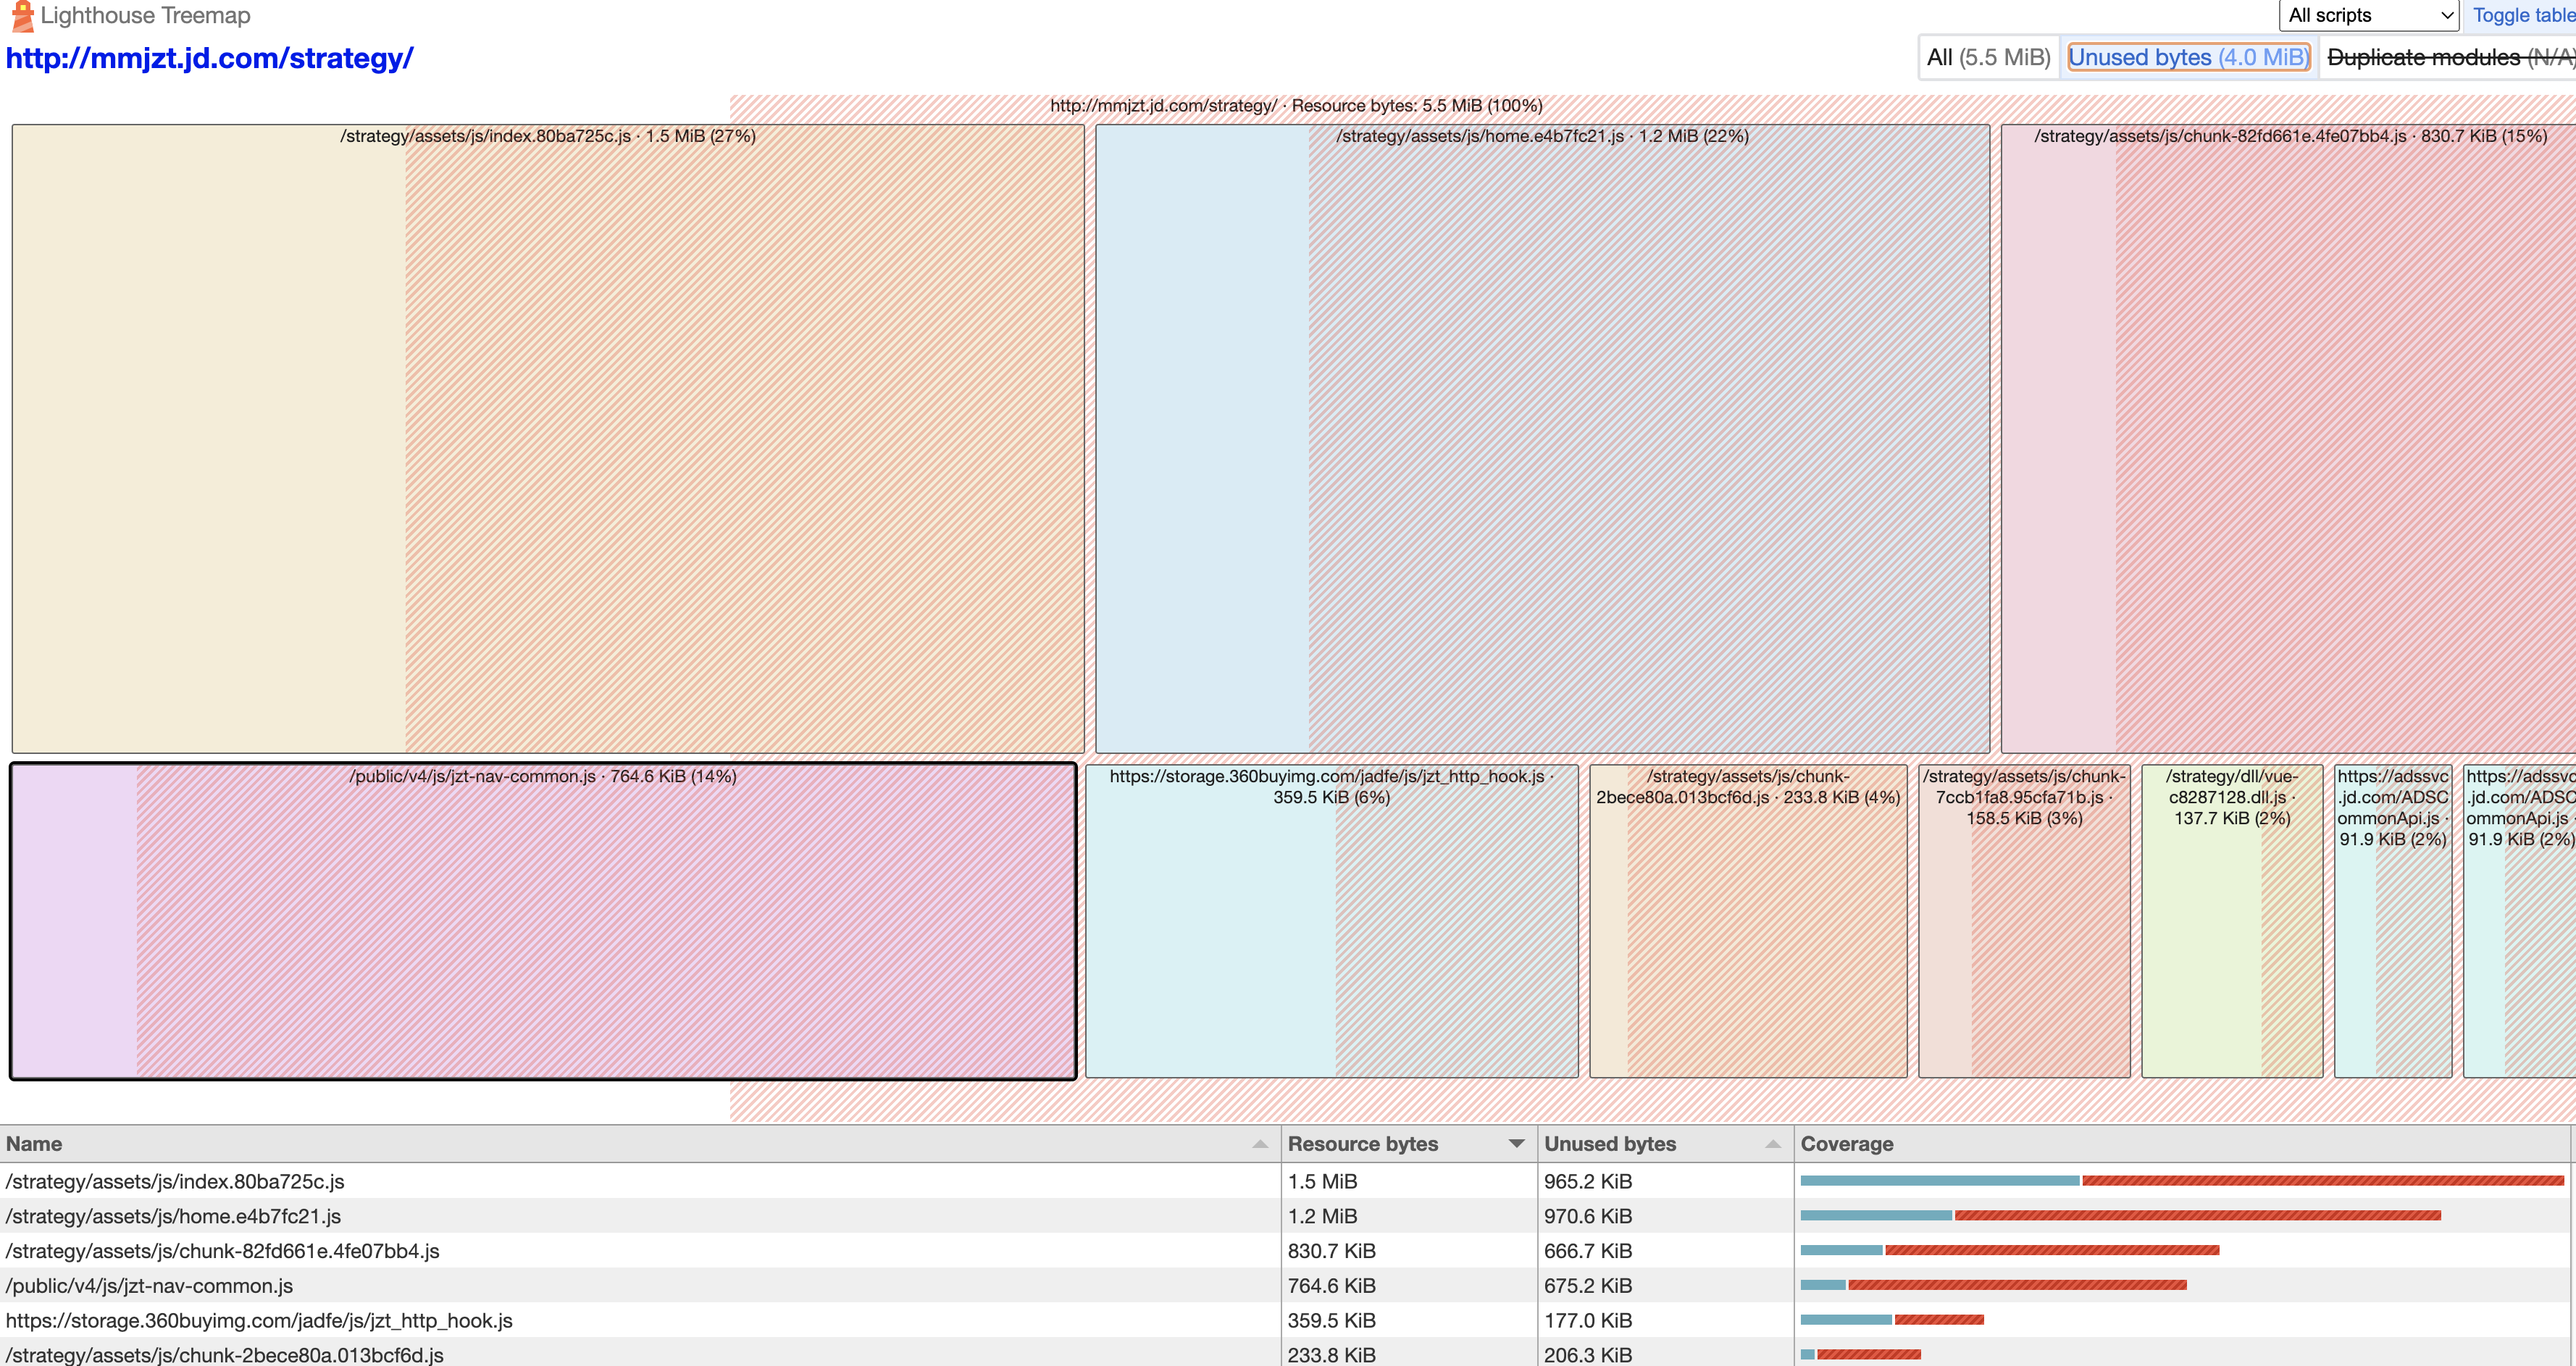 Lighthouse Treemap
All scripts
Toggle table
http://mmjzt.jd.com/strategy/
All (5.5 MiB)
Unused bytes (4.0 MiB)
Duplicate modules (N/A)
http://mmjzt.jd.com/strategy/ · Resource bytes: 5.5 MiB (100%)
/strategy/assets/js/index.80ba725c.js · 1.5 MiB (27%)
/strategy/assets/js/home.e4b7fc21.js · 1.2 MiB (22%)
/strategy/assets/js/chunk-82fd661e.4fe07bb4.js · 830.7 KiB (15%)
/public/v4/js/jzt-nav-common.js · 764.6 KiB (14%)
https://storage.360buyimg.com/jadfe/js/jzt_http_hook.js ·
359.5 KiB (6%)
/strategy/assets/js/chunk-
2bece80a.013bcf6d.js · 233.8 KiB (4%)
/strategy/assets/js/chunk-
7ccb1fa8.95cfa71b.js ·
158.5 KiB (3%)
/strategy/dll/vue-
c8287128.dll.js ·
137.7 KiB (2%)
https://adssvc
.jd.com/ADSC
ommonApi.js ·
91.9 KiB (2%)
https://adssvc
.jd.com/ADSC
ommonApi.js ·
91.9 KiB (2%)
Name
Resource bytes
Unused bytes
Coverage
/strategy/assets/js/index.80ba725c.js
1.5 MiB
965.2 KiB
/strategy/assets/js/home.e4b7fc21.js
1.2 MiB
970.6 KiB
/strategy/assets/js/chunk-82fd661e.4fe07bb4.js
830.7 KiB
666.7 KiB
/public/v4/js/jzt-nav-common.js
764.6 KiB
675.2 KiB
https://storage.360buyimg.com/jadfe/js/jzt_http_hook.js
359.5 KiB
177.0 KiB
/strategy/assets/js/chunk-2bece80a.013bcf6d.js
233.8 KiB
206.3 KiB